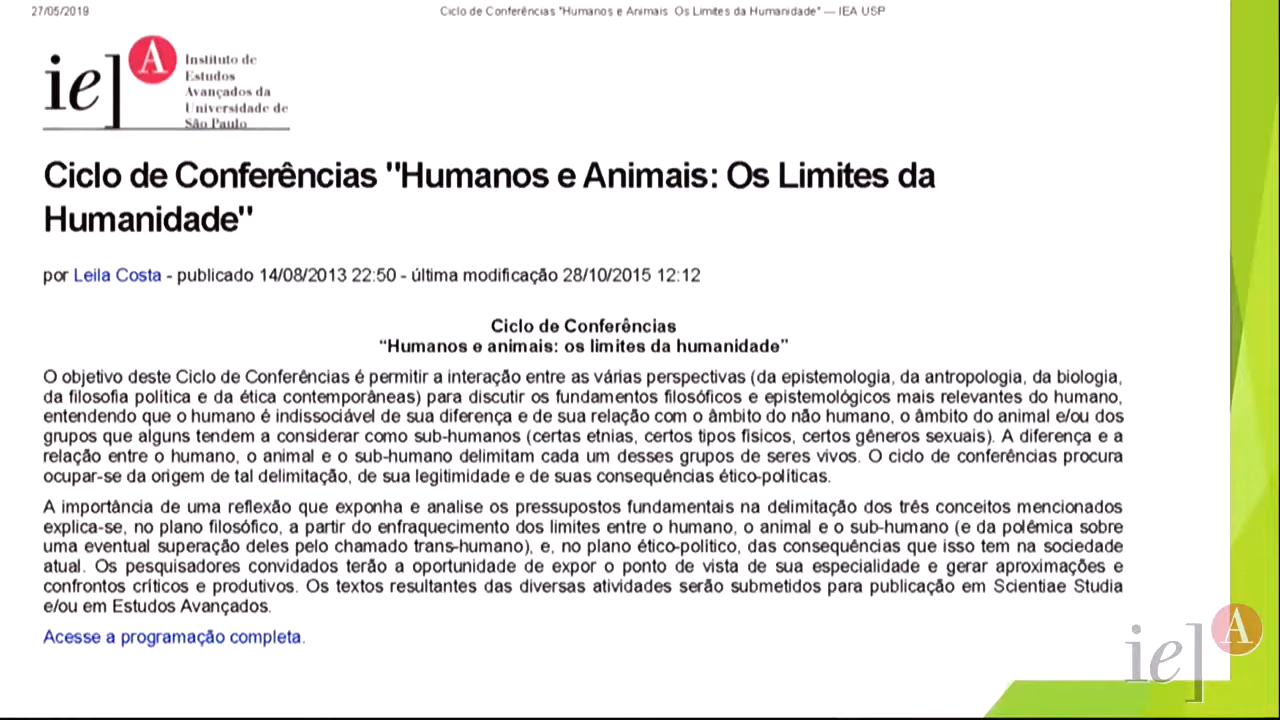 27/05/2019
Ciclo de Conferências "Humanos e Animais Os Limites da Humanidade" — IEA USP
ie] A
Instituto de
Estudos
Avançados da
Universidade de
São Paulo
Ciclo de Conferências "Humanos e Animais: Os Limites da
Humanidade"
por Leila Costa - publicado 14/08/2013 22:50 - última modificação 28/10/2015 12:12
Ciclo de Conferências
“Humanos e animais: os limites da humanidade”
O objetivo deste Ciclo de Conferências é permitir a interação entre as várias perspectivas (da epistemologia, da antropologia, da biologia,
da filosofia política e da ética contemporâneas) para discutir os fundamentos filosóficos e epistemológicos mais relevantes do humano,
entendendo que o humano é indissociável de sua diferença e de sua relação com o âmbito do não humano, o âmbito do animal e/ou dos
grupos que alguns tendem a considerar como sub-humanos (certas etnias, certos tipos físicos, certos gêneros sexuais). A diferença e a
relação entre o humano, o animal e o sub-humano delimitam cada um desses grupos de seres vivos. O ciclo de conferências procura
ocupar-se da origem de tal delimitação, de sua legitimidade e de suas consequências ético-políticas.
A importância de uma reflexão que exponha e analise os pressupostos fundamentais na delimitação dos três conceitos mencionados
explica-se, no plano filosófico, a partir do enfraquecimento dos limites entre o humano, o animal e o sub-humano (e da polêmica sobre
uma eventual superação deles pelo chamado trans-humano), e, no plano ético-político, das consequências que isso tem na sociedade
atual. Os pesquisadores convidados terão a oportunidade de expor o ponto de vista de sua especialidade e gerar aproximações e
confrontos críticos e produtivos. Os textos resultantes das diversas atividades serão submetidos para publicação em Scientiae Studia
e/ou em Estudos Avançados.
Acesse a programação completa.
ie] A